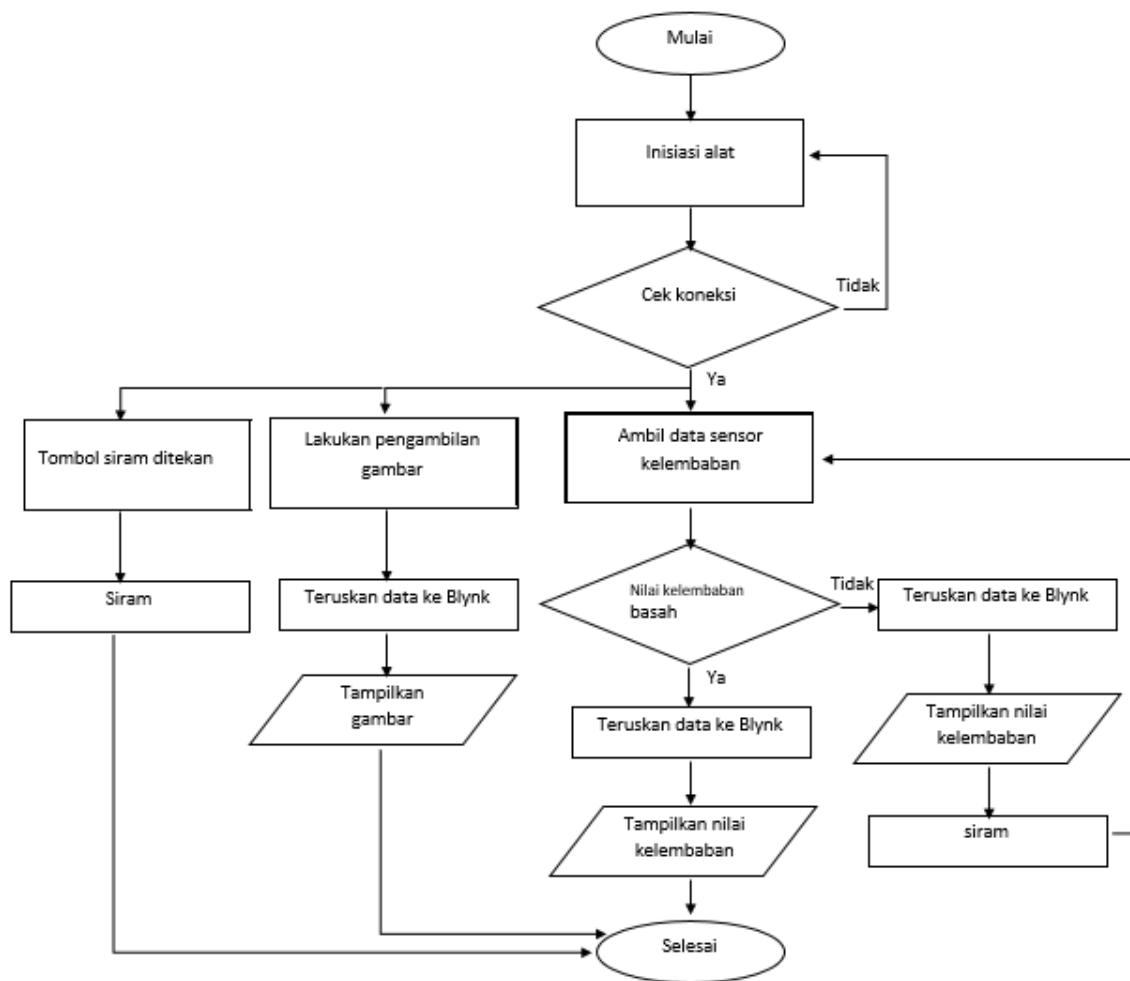 Mulai
Inisiasi alat
Cek koneksi
Tidak
Ya
Tombol siram ditekan
Lakukan pengambilan
gambar
Ambil data sensor
kelembaban
Siram
Teruskan data ke Blynk
Nilai kelembaban
basah
Tidak
Teruskan data ke Blynk
Ya
Tampilkan
gambar
Teruskan data ke Blynk
Tampilkan nilai
kelembaban
Tampilkan nilai
kelembaban
siram
Selesai